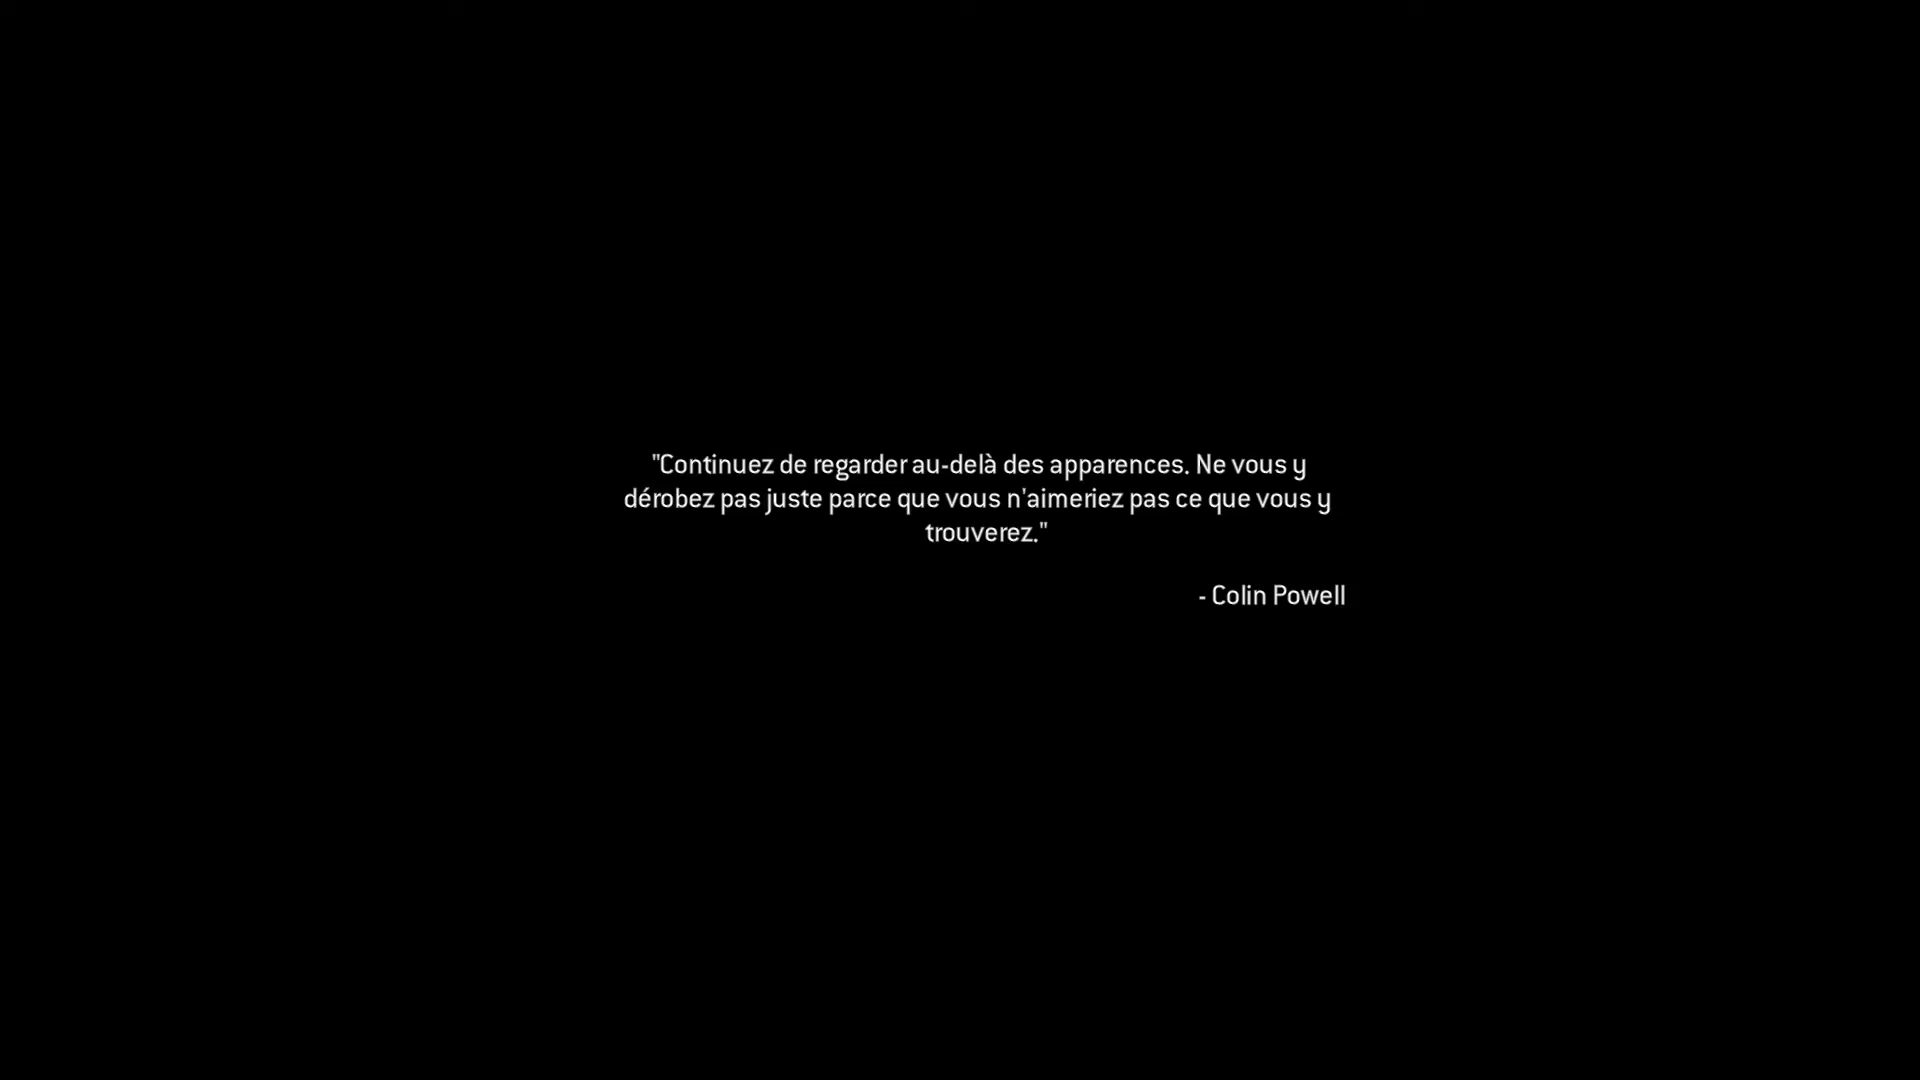 "Continuez de regarder au-delà des apparences. Ne vous y
dérobez pas juste parce que vous n'aimeriez pas ce que vous y
trouverez."
- Colin Powell